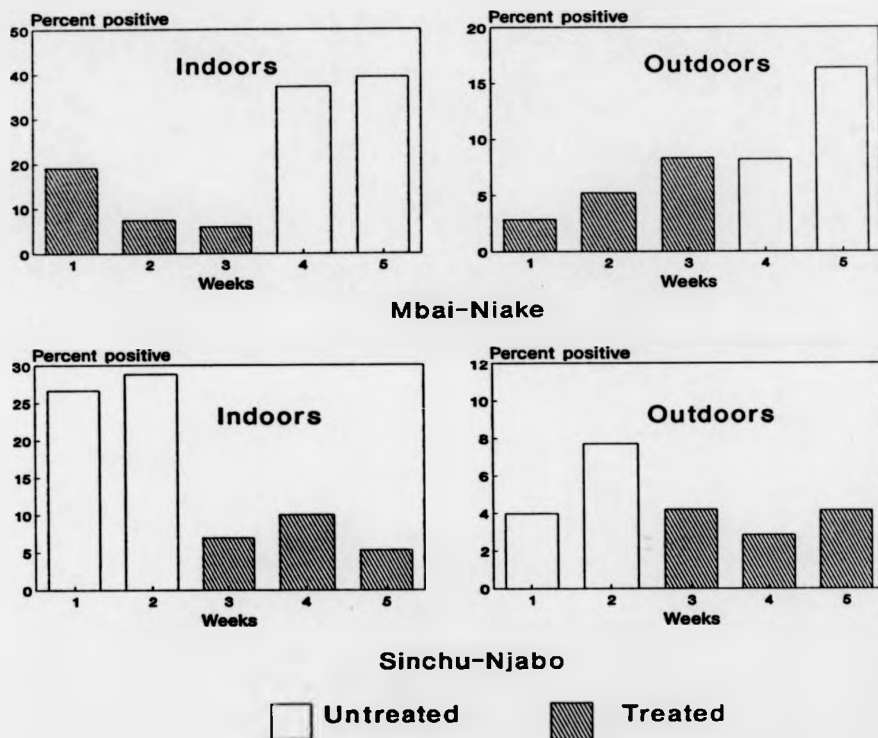 Percent positive
50
40
30
20
10
0
Indoors
1 2 3 4 5
Weeks
Percent positive
20
15
10
5
0
Outdoors
1 2 3 4 5
Weeks
Mbai-Niake
Percent positive
30
25
20
15
10
5
0
Indoors
1 2 3 4 5
Weeks
Percent positive
12
10
8
6
4
2
0
Outdoors
1 2 3 4 5
Weeks
Sinchu-Njabo
Untreated Treated